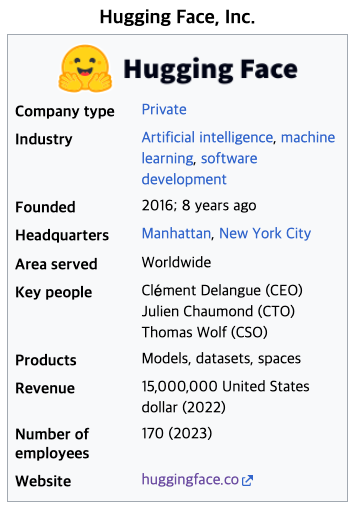 Hugging Face, Inc.
Hugging Face
Company type Private
Industry Artificial intelligence, machine
learning, software
development
Founded 2016; 8 years ago
Headquarters Manhattan, New York City
Area served Worldwide
Key people Clément Delangue (CEO)
Julien Chaumond (CTO)
Thomas Wolf (CSO)
Products Models, datasets, spaces
Revenue 15,000,000 United States
dollar (2022)
Number of 170 (2023)
employees
Website huggingface.co